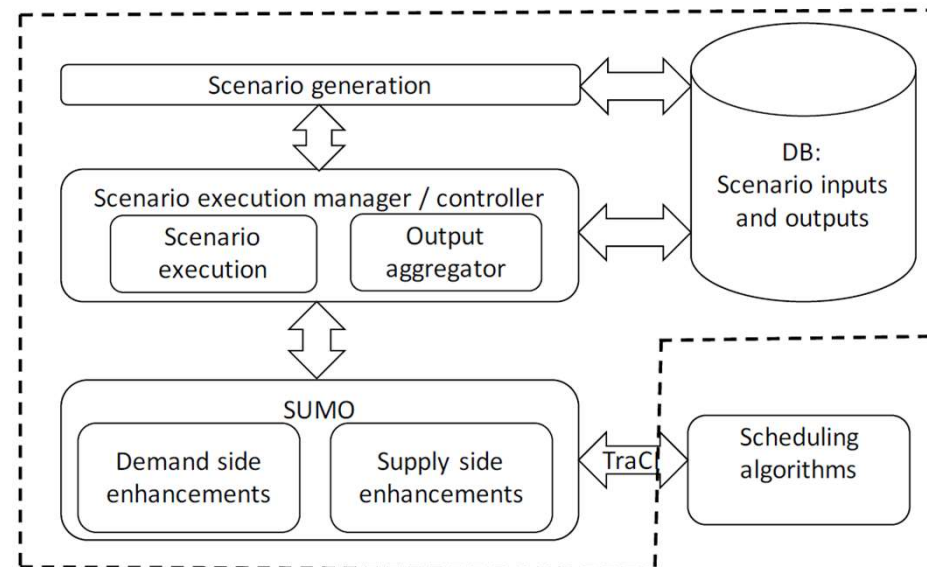 Scenario generation
DB:
Scenario inputs
and outputs
Scenario execution manager / controller
Scenario
execution
Output
aggregator
SUMO
Demand side
enhancements
Supply side
enhancements
TraCI
Scheduling
algorithms